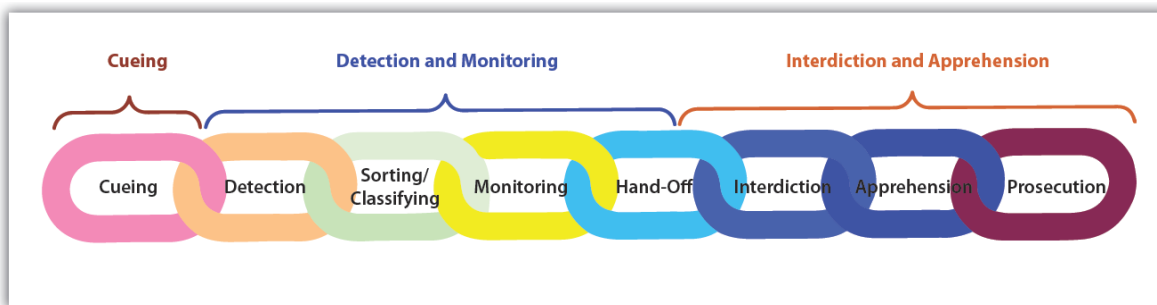 Cueing
Detection and Monitoring
Interdiction and Apprehension
Cueing
Detection
Sorting/
Classifying
Monitoring
Hand-Off
Interdiction
Apprehension
Prosecution